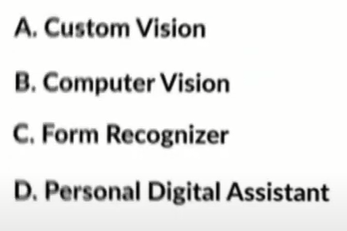 A. Custom Vision
B. Computer Vision
C. Form Recognizer
D. Personal Digital Assistant